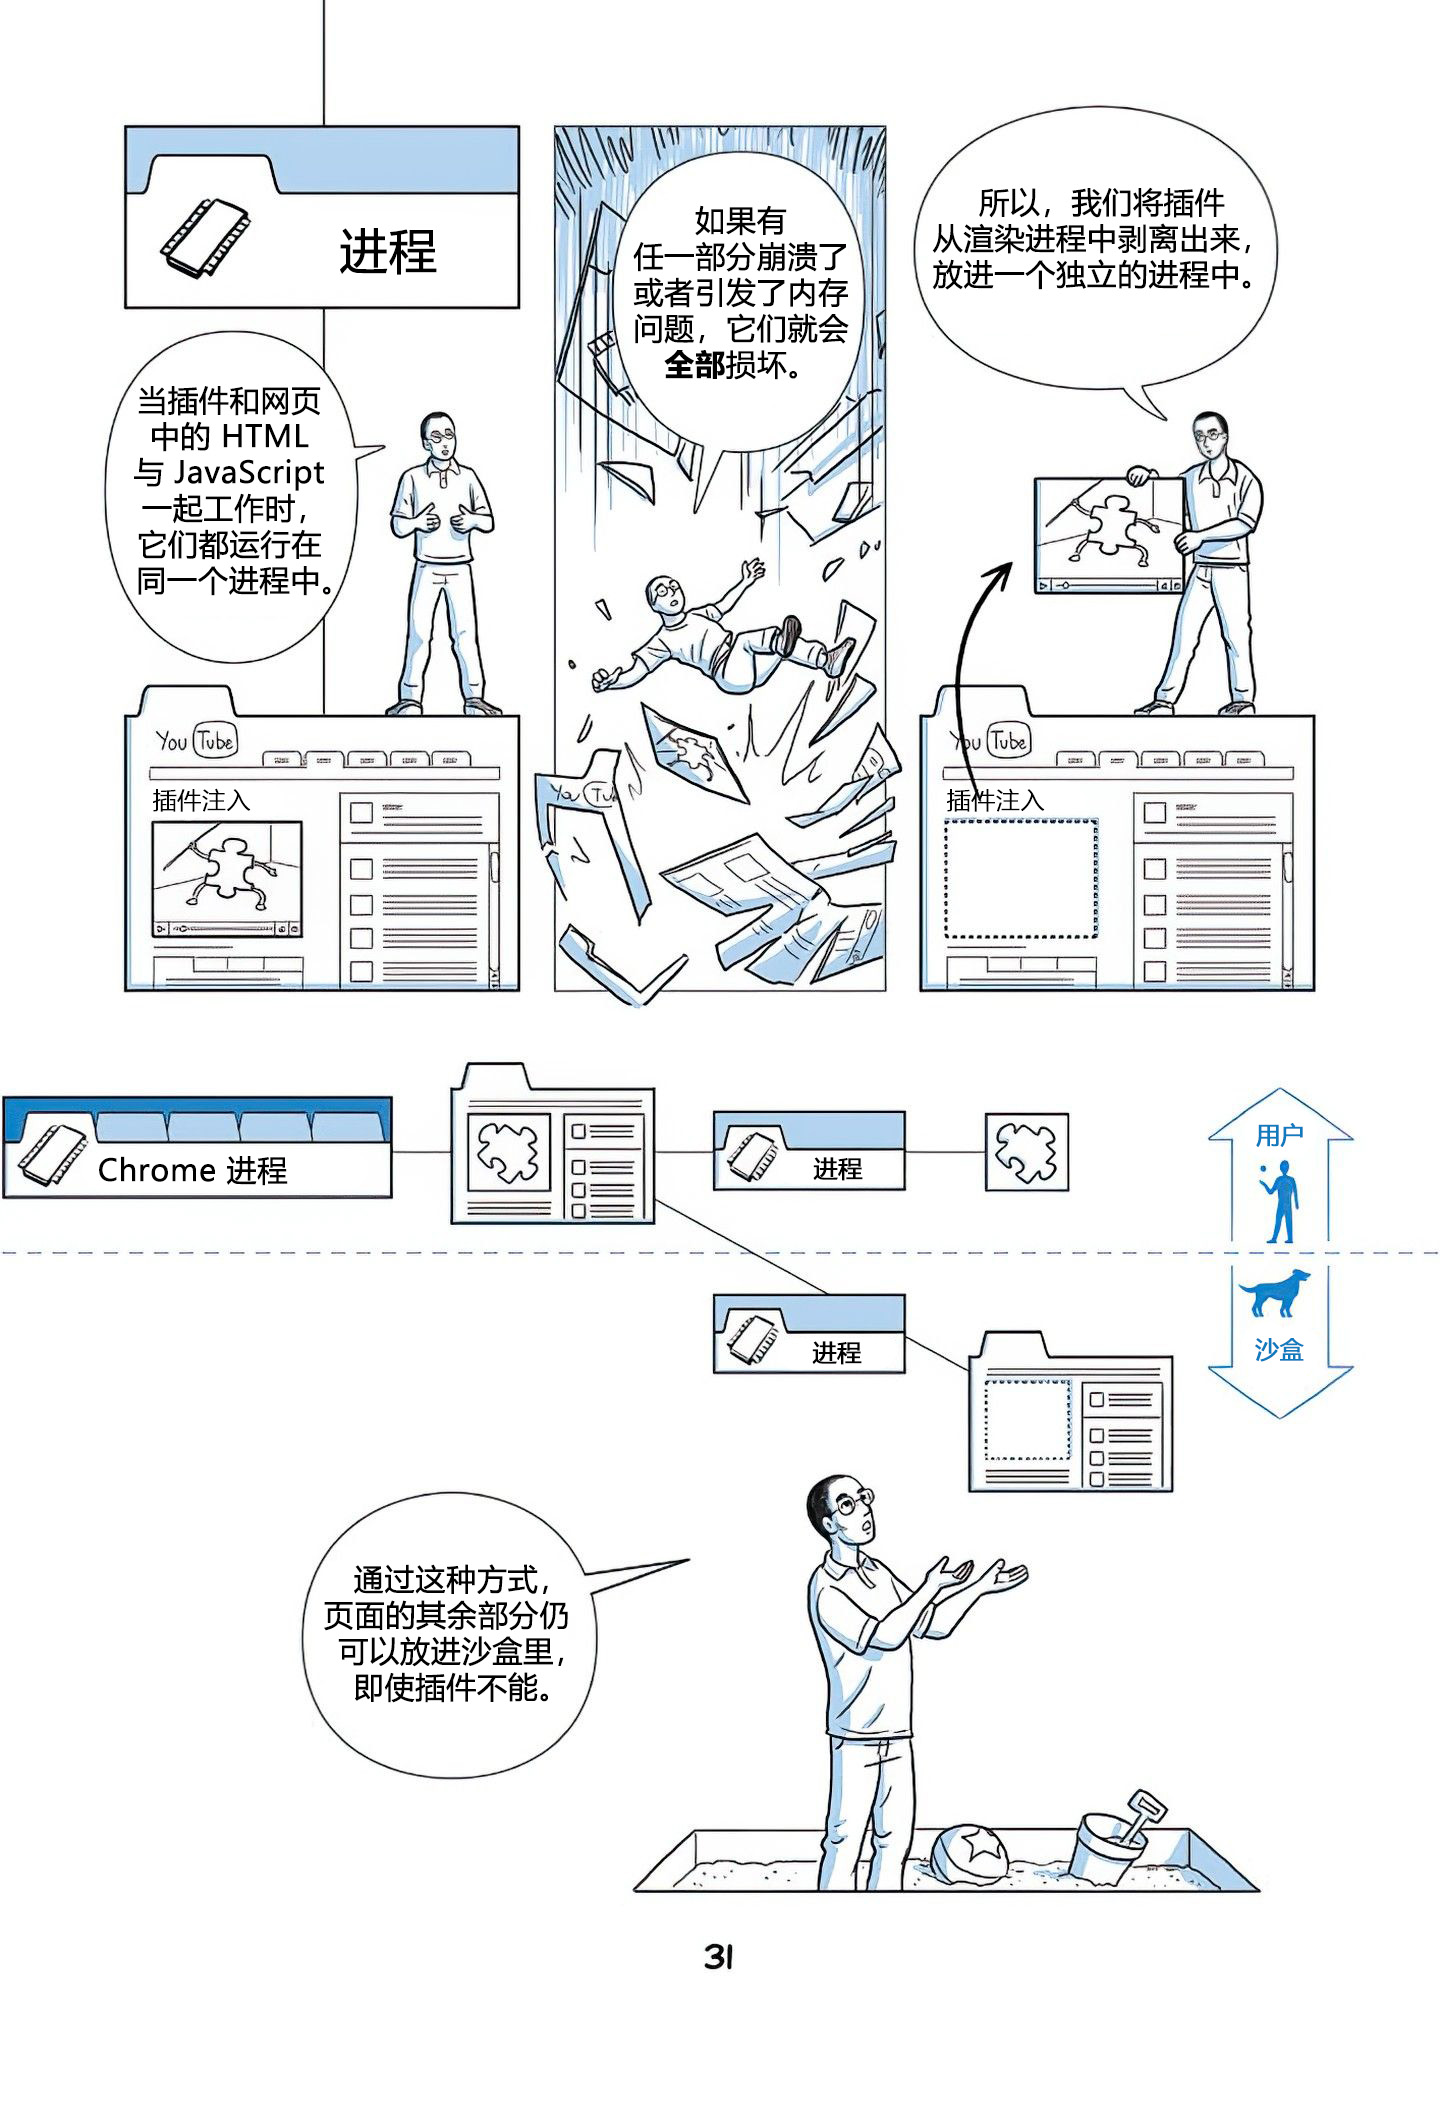 进程
当插件和网页
中的 HTML
与 JavaScript
一起工作时，
它们都运行在
同一个进程中。
如果有
任一部分崩溃了
或者引发了内存
问题，它们就会
全部损坏。
所以，我们将插件
从渲染进程中剥离出来，
放进一个独立的进程中。
You Tube
插件注入
You Tu
You Tube
插件注入
Chrome 进程
进程
用户
进程
沙盒
通过这种方式，
页面的其余部分仍
可以放进沙盒里，
即使插件不能。
31